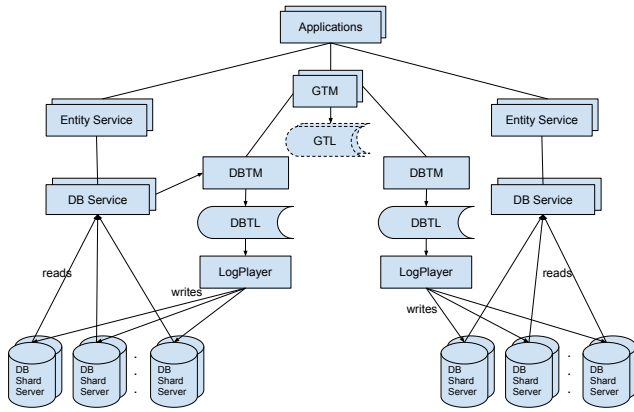 Applications
GTM
Entity Service
Entity Service
GTL
DBTM
DBTM
DB Service
DB Service
DBTL
DBTL
LogPlayer
LogPlayer
reads
reads
writes
writes
DB
Shard
Server
DB
Shard
Server
.
.
.
DB
Shard
Server
DB
Shard
Server
DB
Shard
Server
.
.
.
DB
Shard
Server